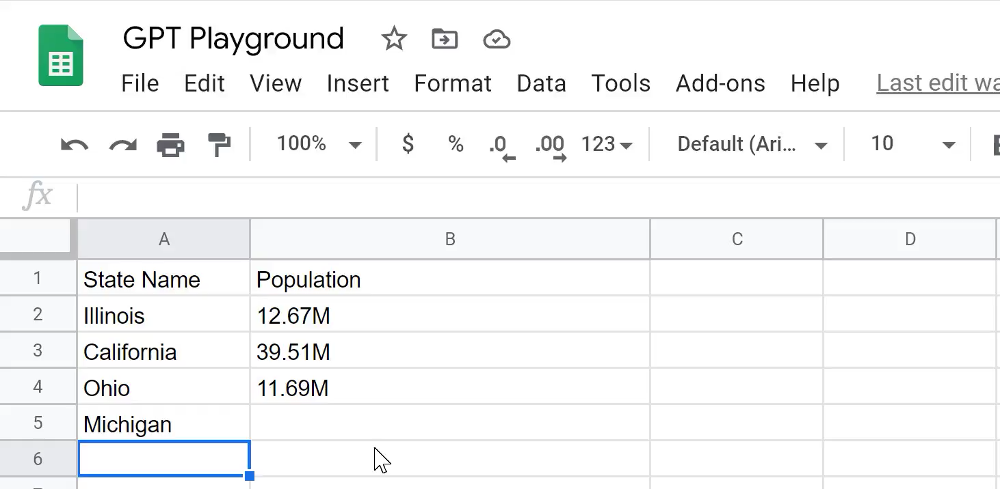 GPT Playground
File Edit View Insert Format Data Tools Add-ons Help Last edit wa
100% $ % .0 .00 123 Default (Ari... 10
fx
A B C D
1 State Name Population
2 Illinois 12.67M
3 California 39.51M
4 Ohio 11.69M
5 Michigan
6